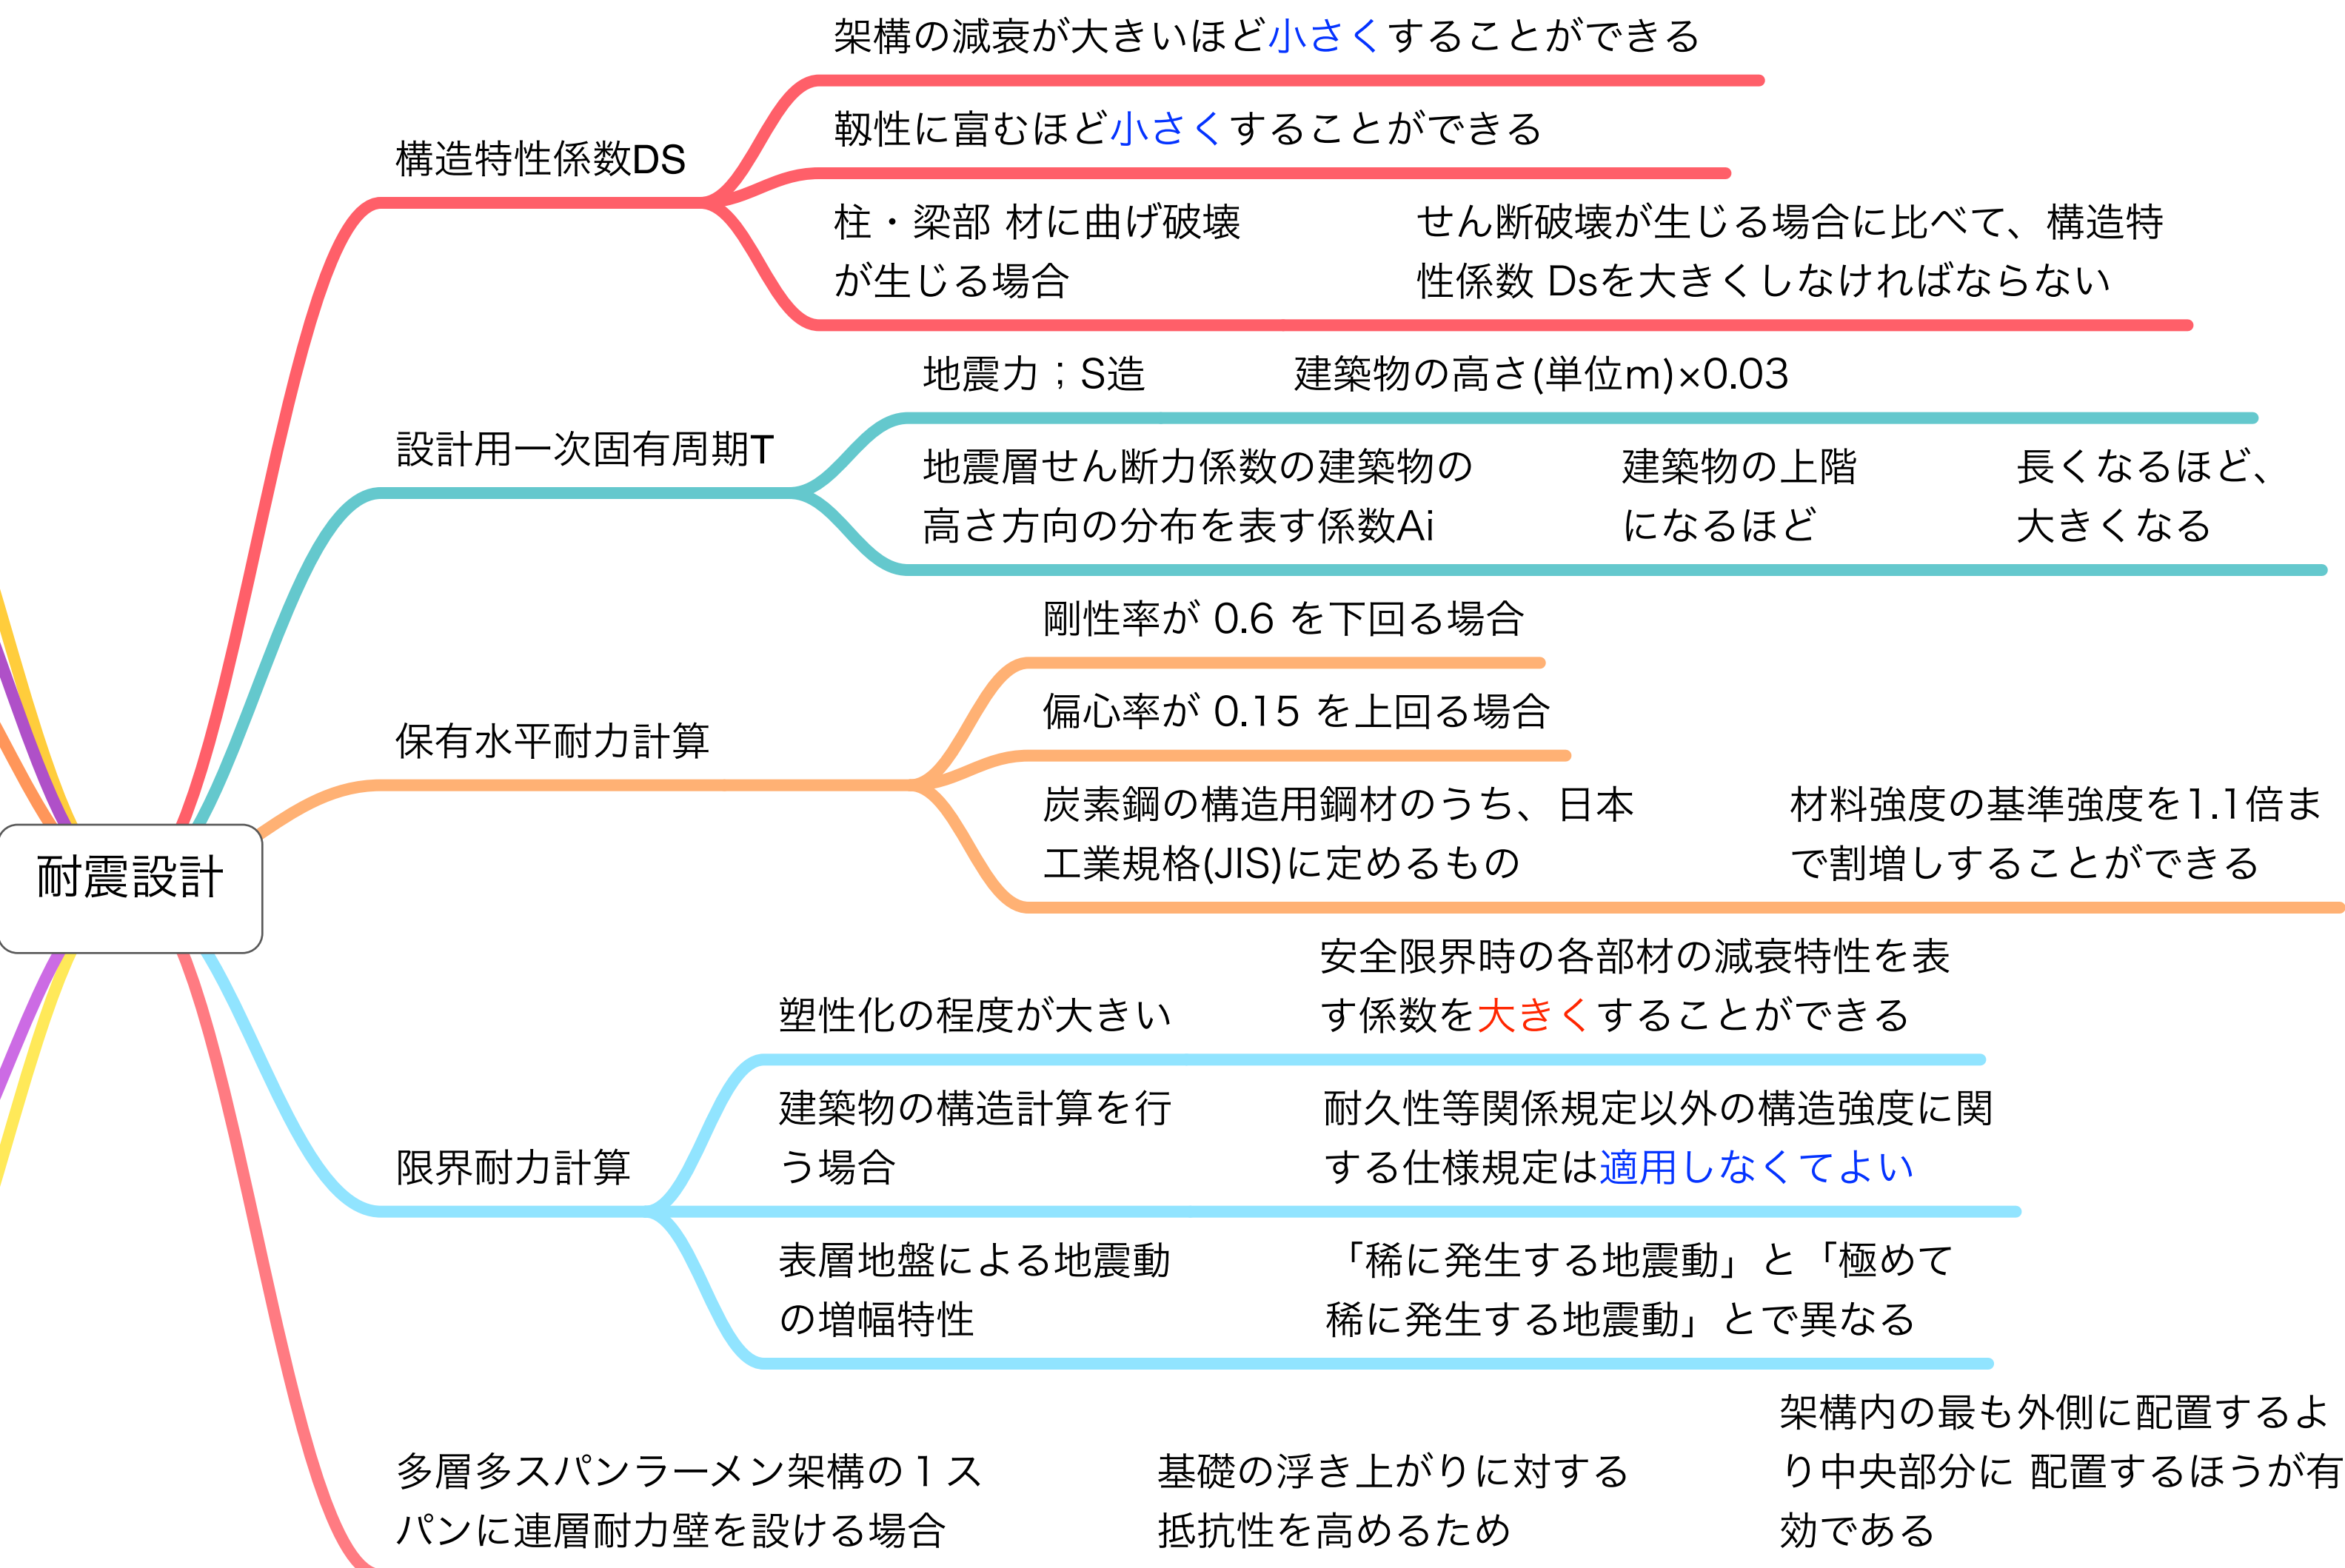 架構の減衰が大きいほど小さくすることができる
靱性に富むほど小さくすることができる
構造特性係数DS
柱・梁部 材に曲げ破壊
が生じる場合
せん断破壊が生じる場合に比べて、構造特
性係数 Dsを大きくしなければならない
地震力；S造
建築物の高さ(単位m)×0.03
設計用一次固有周期T
地震層せん断力係数の建築物の
高さ方向の分布を表す係数Ai
建築物の上階
になるほど
長くなるほど、
大きくなる
剛性率が 0.6 を下回る場合
偏心率が 0.15 を上回る場合
保有水平耐力計算
炭素鋼の構造用鋼材のうち、日本
工業規格(JIS)に定めるもの
材料強度の基準強度を1.1倍ま
で割増しすることができる
耐震設計
塑性化の程度が大きい
安全限界時の各部材の減衰特性を表
す係数を大きくすることができる
限界耐力計算
建築物の構造計算を行
う場合
耐久性等関係規定以外の構造強度に関
する仕様規定は適用しなくてよい
表層地盤による地震動
の増幅特性
「稀に発生する地震動」と「極めて
稀に発生する地震動」とで異なる
多層多スパンラーメン架構の１ス
パンに連層耐力壁を設ける場合
基礎の浮き上がりに対する
抵抗性を高めるため
架構内の最も外側に配置するよ
り中央部分に 配置するほうが有
効である